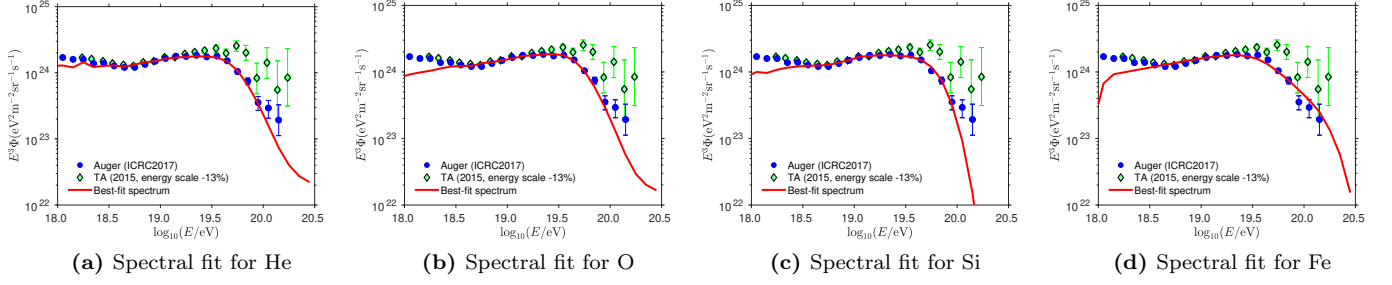 10^25
10^24
10^23
10^22
E^3Φ(eV^2m^-2sr^-1s^-1)
Auger (ICRC2017)
TA (2015, energy scale -13%)
Best-fit spectrum
18.0 18.5 19.0 19.5 20.0 20.5
log10(E/eV)
(a) Spectral fit for He
10^25
10^24
10^23
10^22
E^3Φ(eV^2m^-2sr^-1s^-1)
Auger (ICRC2017)
TA (2015, energy scale -13%)
Best-fit spectrum
18.0 18.5 19.0 19.5 20.0 20.5
log10(E/eV)
(b) Spectral fit for O
10^25
10^24
10^23
10^22
E^3Φ(eV^2m^-2sr^-1s^-1)
Auger (ICRC2017)
TA (2015, energy scale -13%)
Best-fit spectrum
18.0 18.5 19.0 19.5 20.0 20.5
log10(E/eV)
(c) Spectral fit for Si
10^25
10^24
10^23
10^22
E^3Φ(eV^2m^-2sr^-1s^-1)
Auger (ICRC2017)
TA (2015, energy scale -13%)
Best-fit spectrum
18.0 18.5 19.0 19.5 20.0 20.5
log10(E/eV)
(d) Spectral fit for Fe